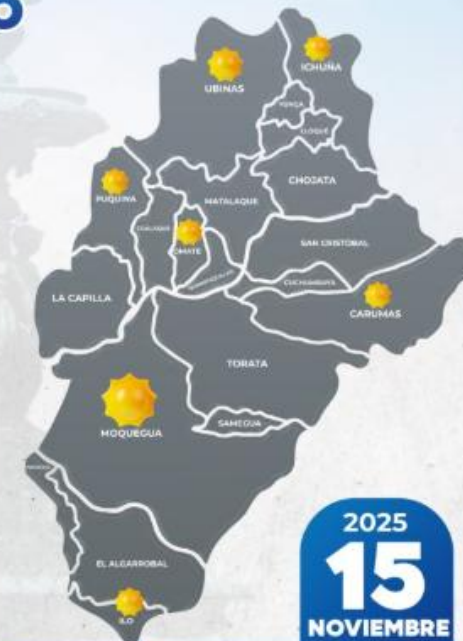 UBINAS
ICHUÑA
YUNGA
LLOQUE
CHOJATA
PUQUINA
MATALAQUE
COALAQUE
OMATE
SAN CRISTOBAL
CUCHUMBAYA
LA CAPILLA
CARUMAS
TORATA
SAMEGUA
MOQUEGUA
EL ALGARROBAL
ILO
2025
15
NOVIEMBRE